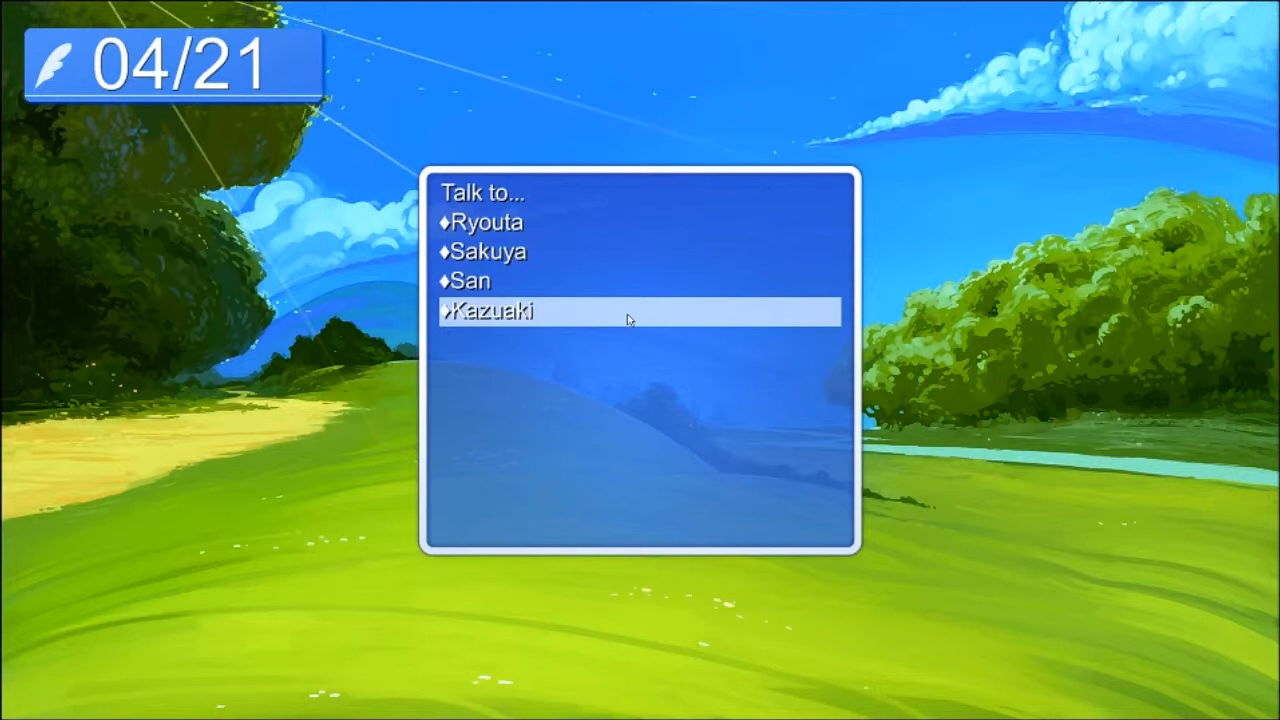 04/21
Talk to...
♦Ryouta
♦Sakuya
♦San
♦Kazuaki